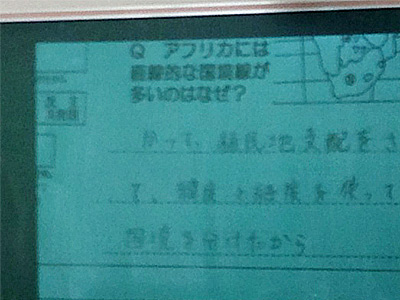 Q アフリカには
直線的な国境線が
多いのはなぜ？
かつて、植民地支配をさ
て、緯度や経度を使って
国境を分けたから